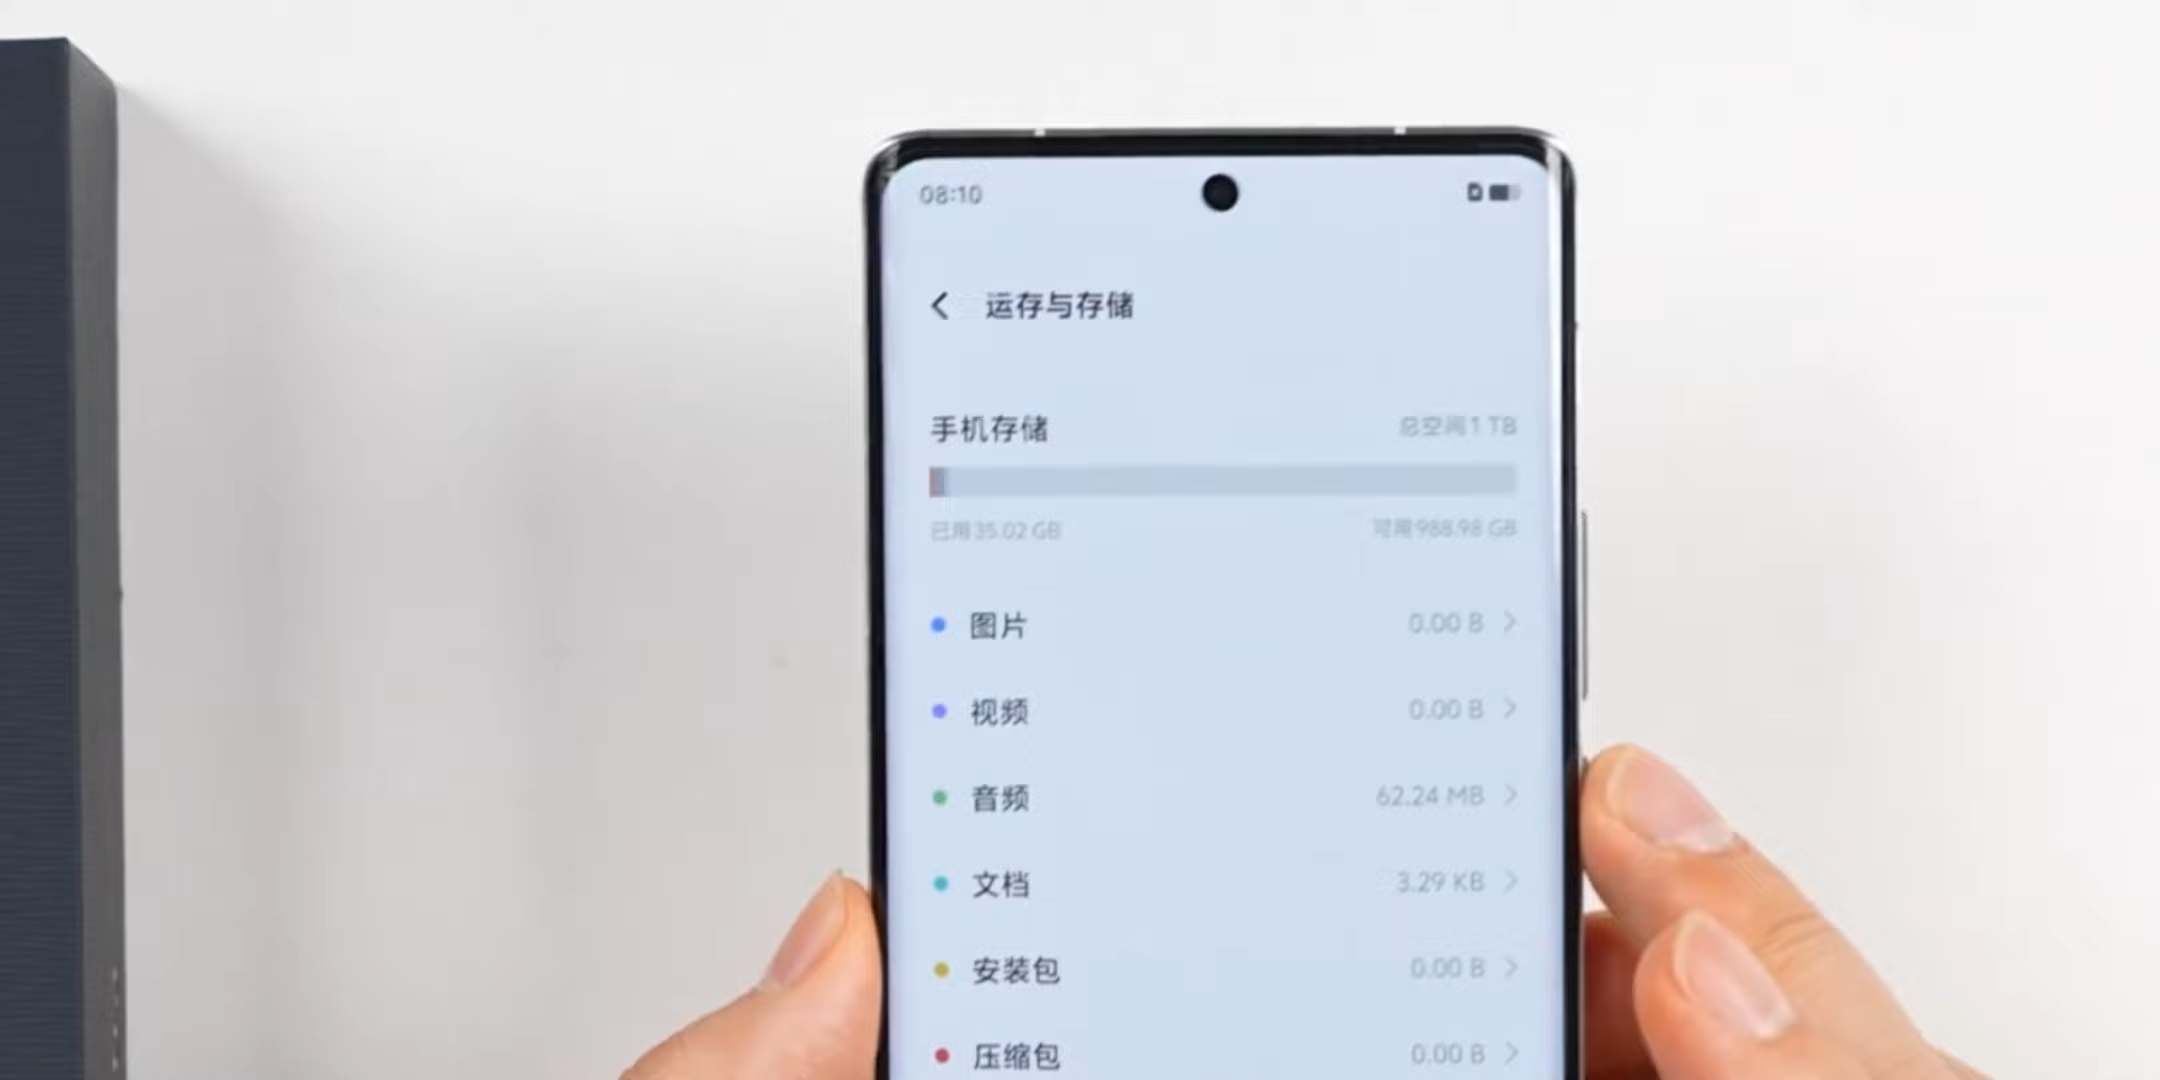 08:10
运存与存储
手机存储 总空间1 TB
已用35.02 GB 可用988.98 GB
图片 0.00 B
视频 0.00 B
音频 62.24 MB
文档 3.29 KB
安装包 0.00 B
压缩包 0.00 B